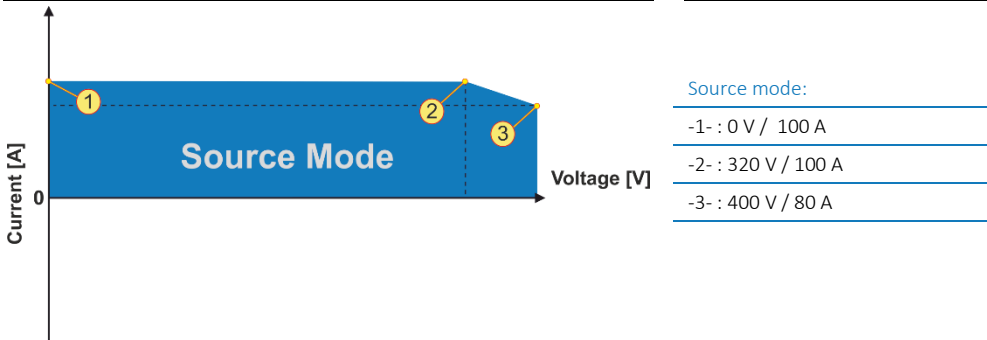 Current [A]
0
1
2
3
Source Mode
Voltage [V]
Source mode:
-1- : 0 V /  100 A
-2- : 320 V / 100 A
-3- : 400 V / 80 A